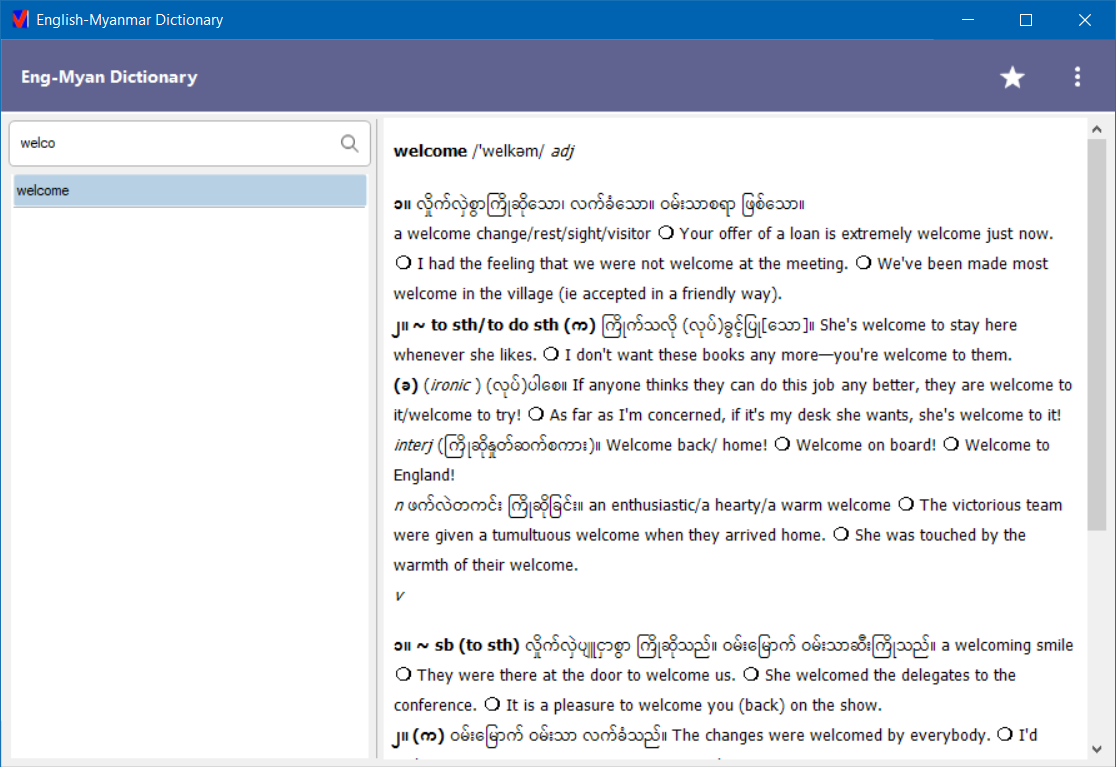 English-Myanmar Dictionary
Eng-Myan Dictionary
welco
welcome
welcome /'welkəm/ adj
၁။ လှိုက်လှဲစွာကြိုဆိုသော၊ လက်ခံသော။ ဝမ်းသာစရာ ဖြစ်သော။
a welcome change/rest/sight/visitor ❍ Your offer of a loan is extremely welcome just now.
❍ I had the feeling that we were not welcome at the meeting. ❍ We've been made most
welcome in the village (ie accepted in a friendly way).
၂။ ~ to sth/to do sth (က) ကြိုက်သလို (လုပ်)ခွင့်ပြု[သော]။ She's welcome to stay here
whenever she likes. ❍ I don't want these books any more—you're welcome to them.
(ခ) (ironic ) (လုပ်)ပါစေ။ If anyone thinks they can do this job any better, they are welcome to
it/welcome to try! ❍ As far as I'm concerned, if it's my desk she wants, she's welcome to it!
interj (ကြိုဆိုနှုတ်ဆက်စကား)။ Welcome back/ home! ❍ Welcome on board! ❍ Welcome to
England!
n ဖက်လဲတကင်း ကြိုဆိုခြင်း။ an enthusiastic/a hearty/a warm welcome ❍ The victorious team
were given a tumultuous welcome when they arrived home. ❍ She was touched by the
warmth of their welcome.
v
၁။ ~ sb (to sth) လှိုက်လှဲပျူငှာစွာ ကြိုဆိုသည်။ ဝမ်းမြောက် ဝမ်းသာဆီးကြိုသည်။ a welcoming smile
❍ They were there at the door to welcome us. ❍ She welcomed the delegates to the
conference. ❍ It is a pleasure to welcome you (back) on the show.
၂။ (က) ဝမ်းမြောက် ဝမ်းသာ လက်ခံသည်။ The changes were welcomed by everybody. ❍ I'd